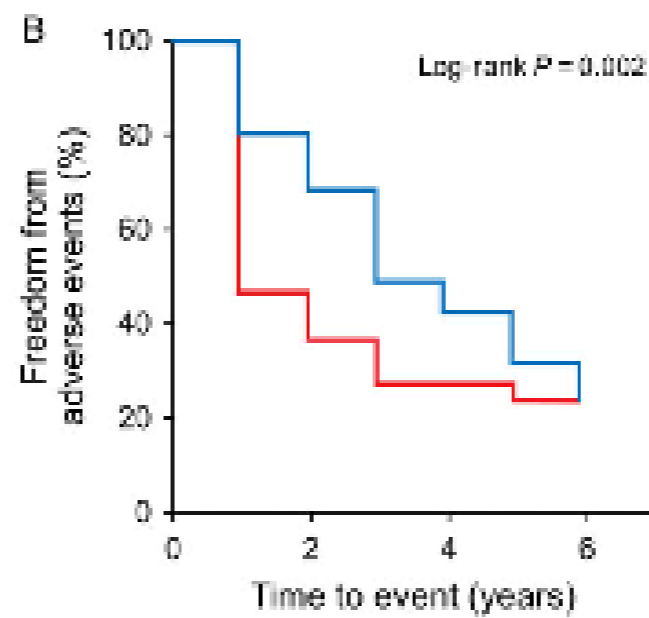 B
Log-rank P = 0.002
100
80
60
40
20
0
Freedom from
adverse events (%)
0 2 4 6
Time to event (years)